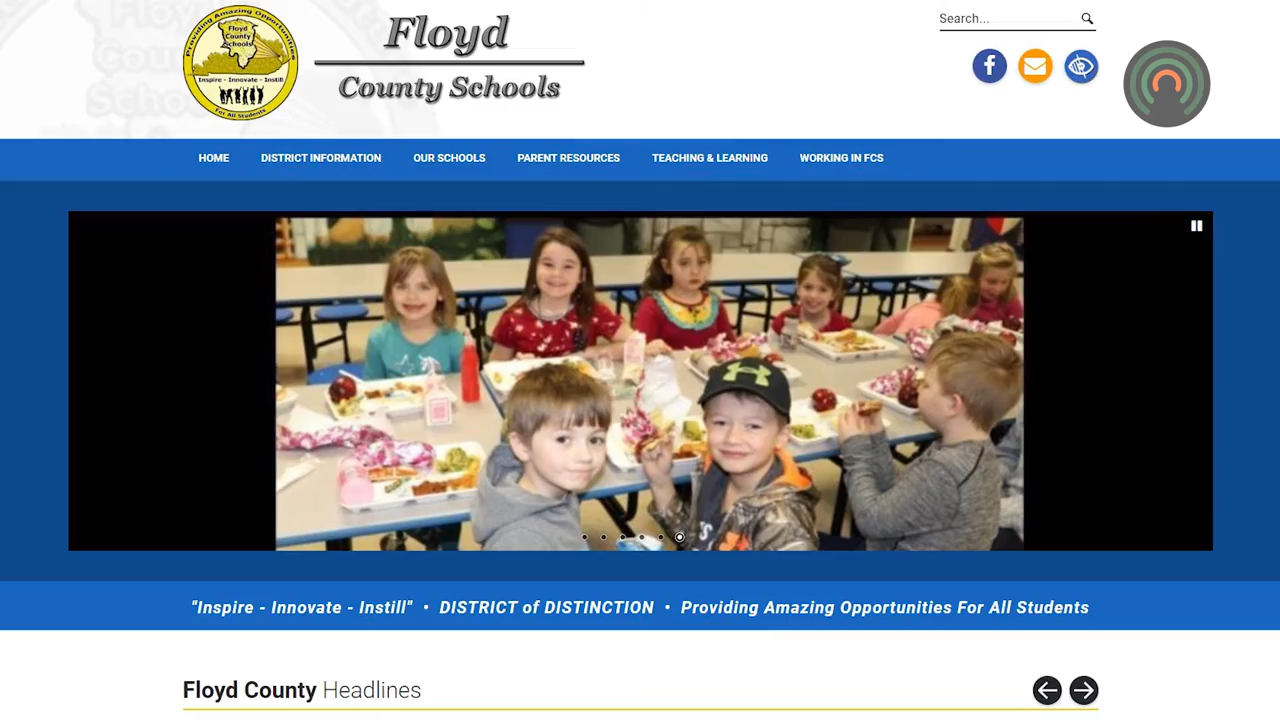 Providing Amazing Opportunities
Floyd
County
Schools
Inspire - Innovate - Instill
For All Students
Floyd
County Schools
Search...
HOME
DISTRICT INFORMATION
OUR SCHOOLS
PARENT RESOURCES
TEACHING & LEARNING
WORKING IN FCS
"Inspire - Innovate - Instill" • DISTRICT of DISTINCTION • Providing Amazing Opportunities For All Students
Floyd County Headlines